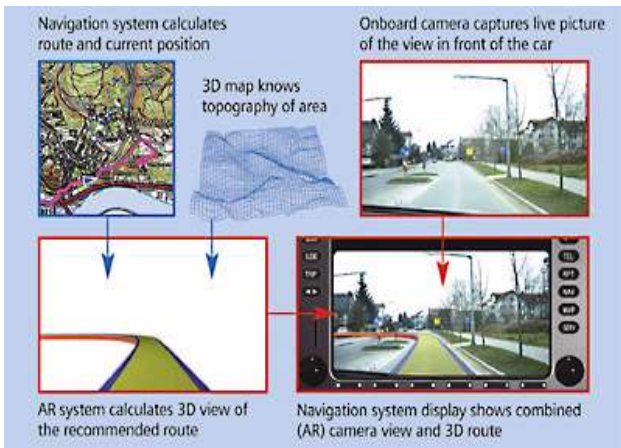 Navigation system calculates
route and current position
Onboard camera captures live picture
of the view in front of the car
3D map knows
topography of area
TEL
RPT
NAV
MAP
AR system calculates 3D view of
the recommended route
Navigation system display shows combined
(AR) camera view and 3D route